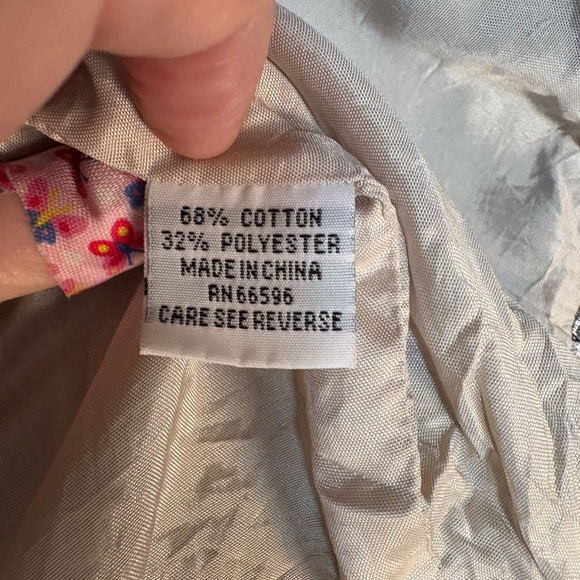 68% COTTON
32% POLYESTER
MADE IN CHINA
RN 66596
CARE SEE REVERSE